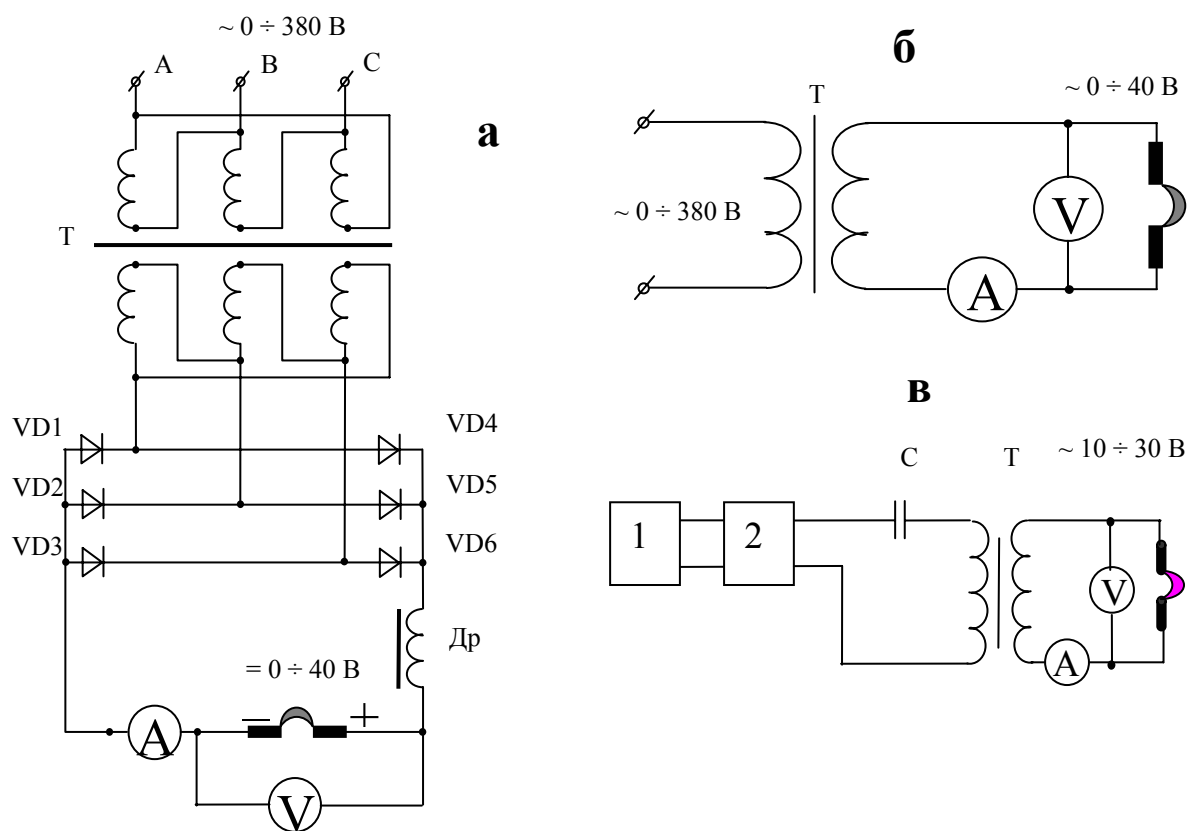 ~ 0 ÷ 380 В
А В С
а
Т
VD1 VD4
VD2 VD5
VD3 VD6
Др
= 0 ÷ 40 В
— +
A
V
б
Т
~ 0 ÷ 40 В
~ 0 ÷ 380 В
V
A
в
С Т ~ 10 ÷ 30 В
1 2
V
A